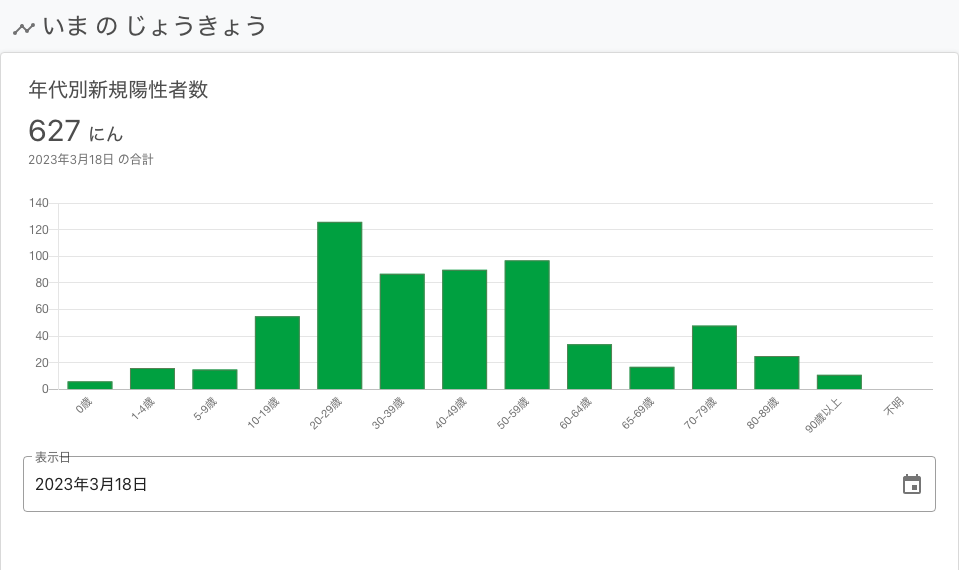 いま の じょうきょう
年代別新規陽性者数
627 にん
2023年3月18日 の合計
140
120
100
80
60
40
20
0
0歳
1-4歳
5-9歳
10-19歳
20-29歳
30-39歳
40-49歳
50-59歳
60-64歳
65-69歳
70-79歳
80-89歳
90歳以上
不明
表示日
2023年3月18日